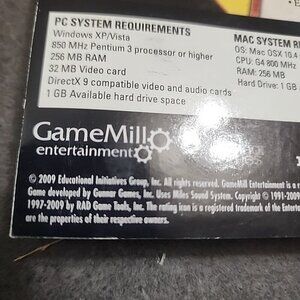 PC SYSTEM REQUIREMENTS
Windows XP/Vista
850 MHz Pentium 3 processor or higher
256 MB RAM
32 MB Video card
DirectX 9 compatible video and audio cards
1 GB Available hard drive space
MAC SYSTEM R
OS: Mac OSX 10.4
CPU: G4 800 MHz
RAM: 256 MB
Hard Drive: 1 GB
GameMill
entertainment
© 2009 Educational Initiatives Group, Inc. All rights reserved. GameMill Entertainment is a
Game developed by Gunnar Games, Inc. Uses Miles Sound System. Copyright © 1991-2009
1997-2009 by RAD Game Tools, Inc. The rating icon is a registered trademark of the Entertainment
are the properties of their respective owners.